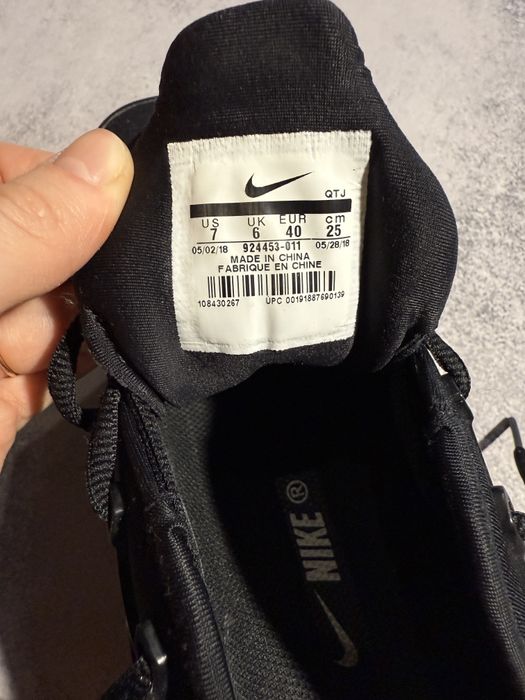 QTJ
US UK EUR cm
7 6 40 25
05/02/18 924453-011 05/28/18
MADE IN CHINA
FABRIQUE EN CHINE
108430267 UPC 00191887690139
NIKE ®